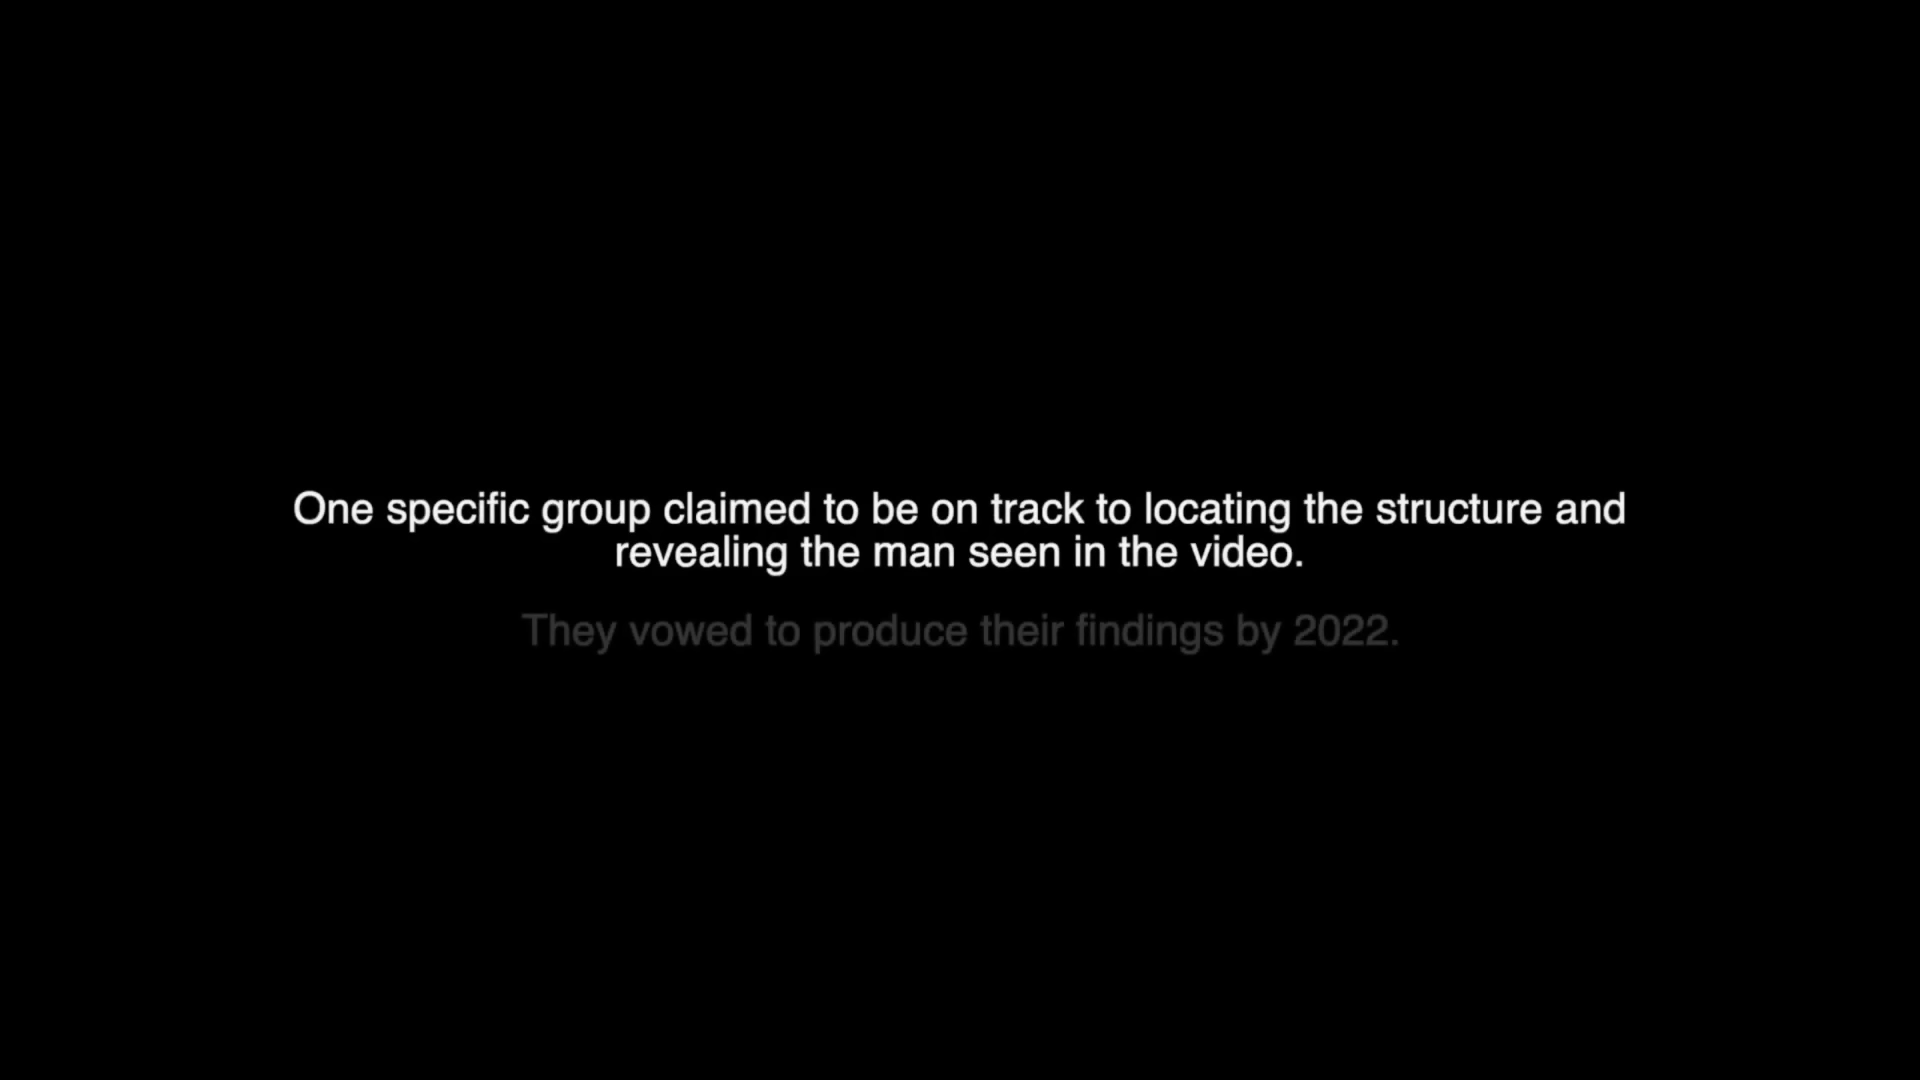 One specific group claimed to be on track to locating the structure and
revealing the man seen in the video.
They vowed to produce their findings by 2022.